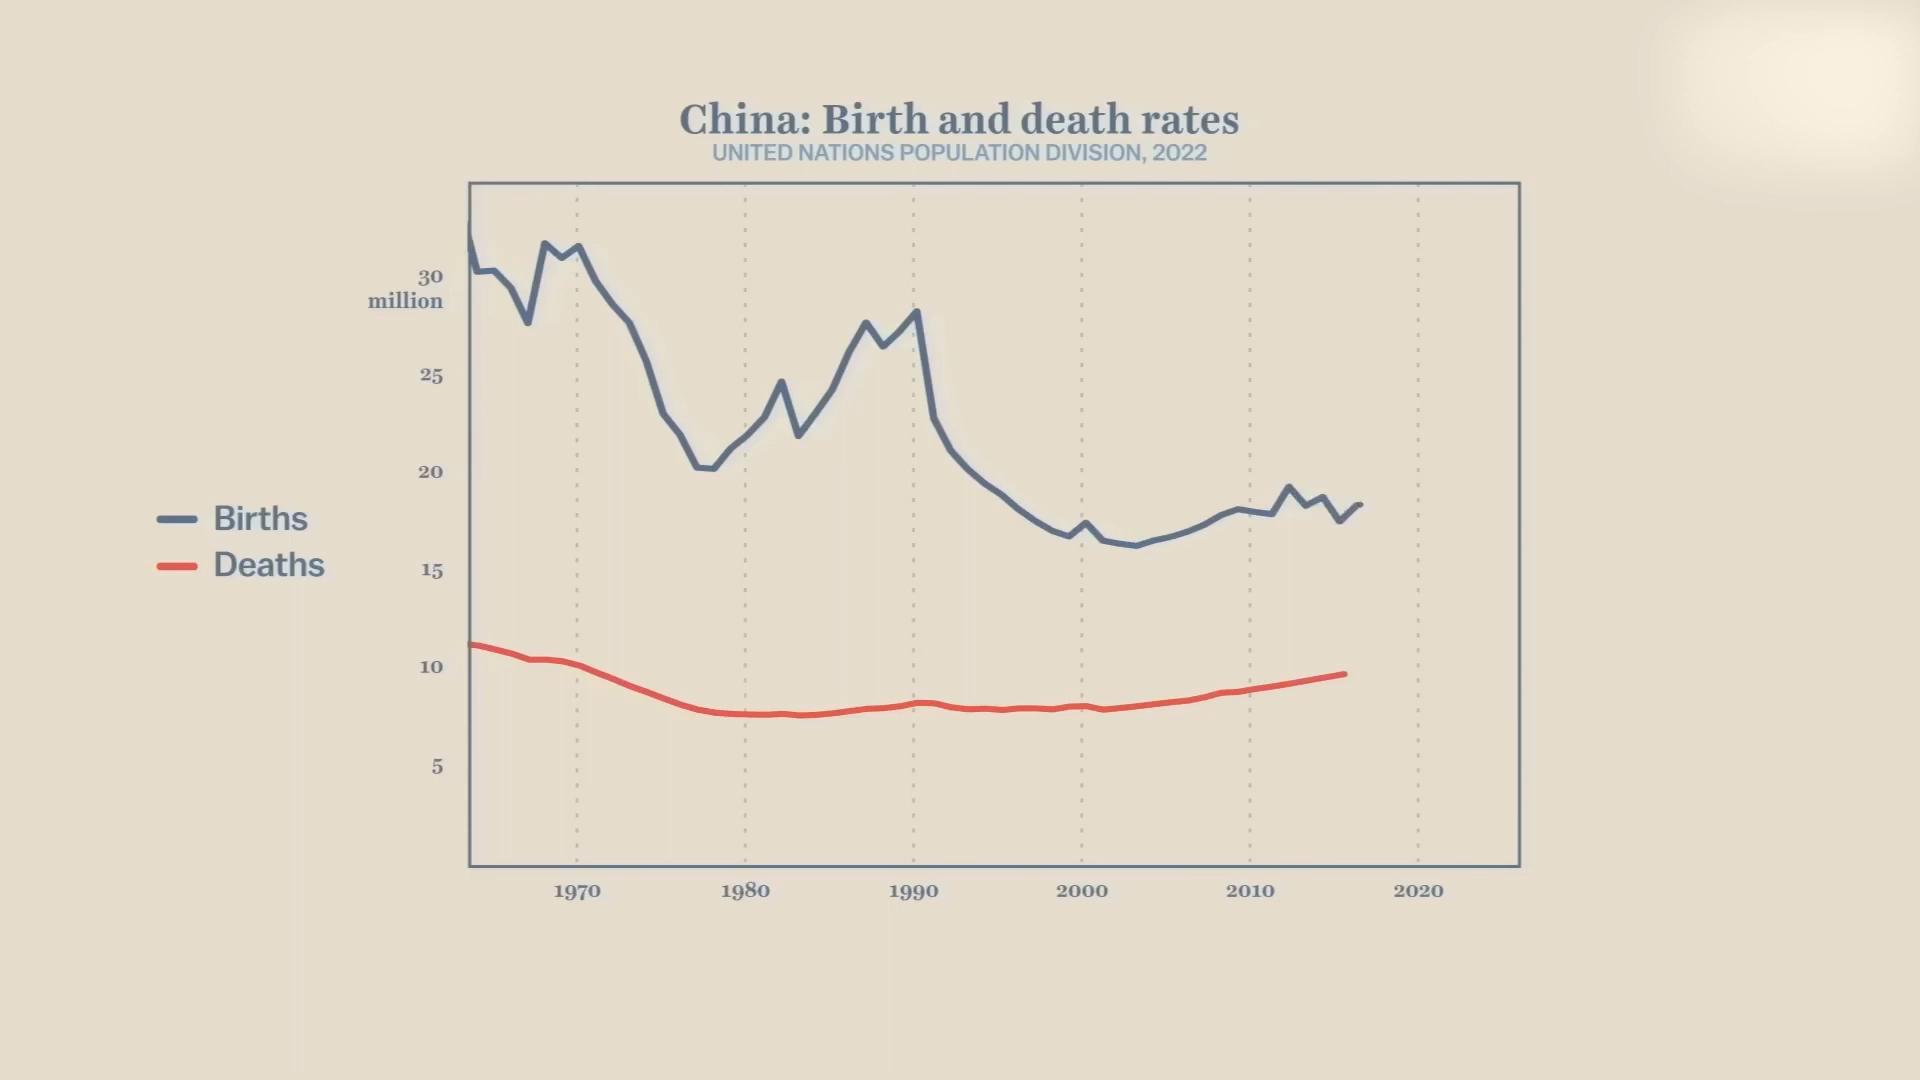 China: Birth and death rates
UNITED NATIONS POPULATION DIVISION, 2022
30
million
25
20
15
10
5
Births
Deaths
1970 1980 1990 2000 2010 2020